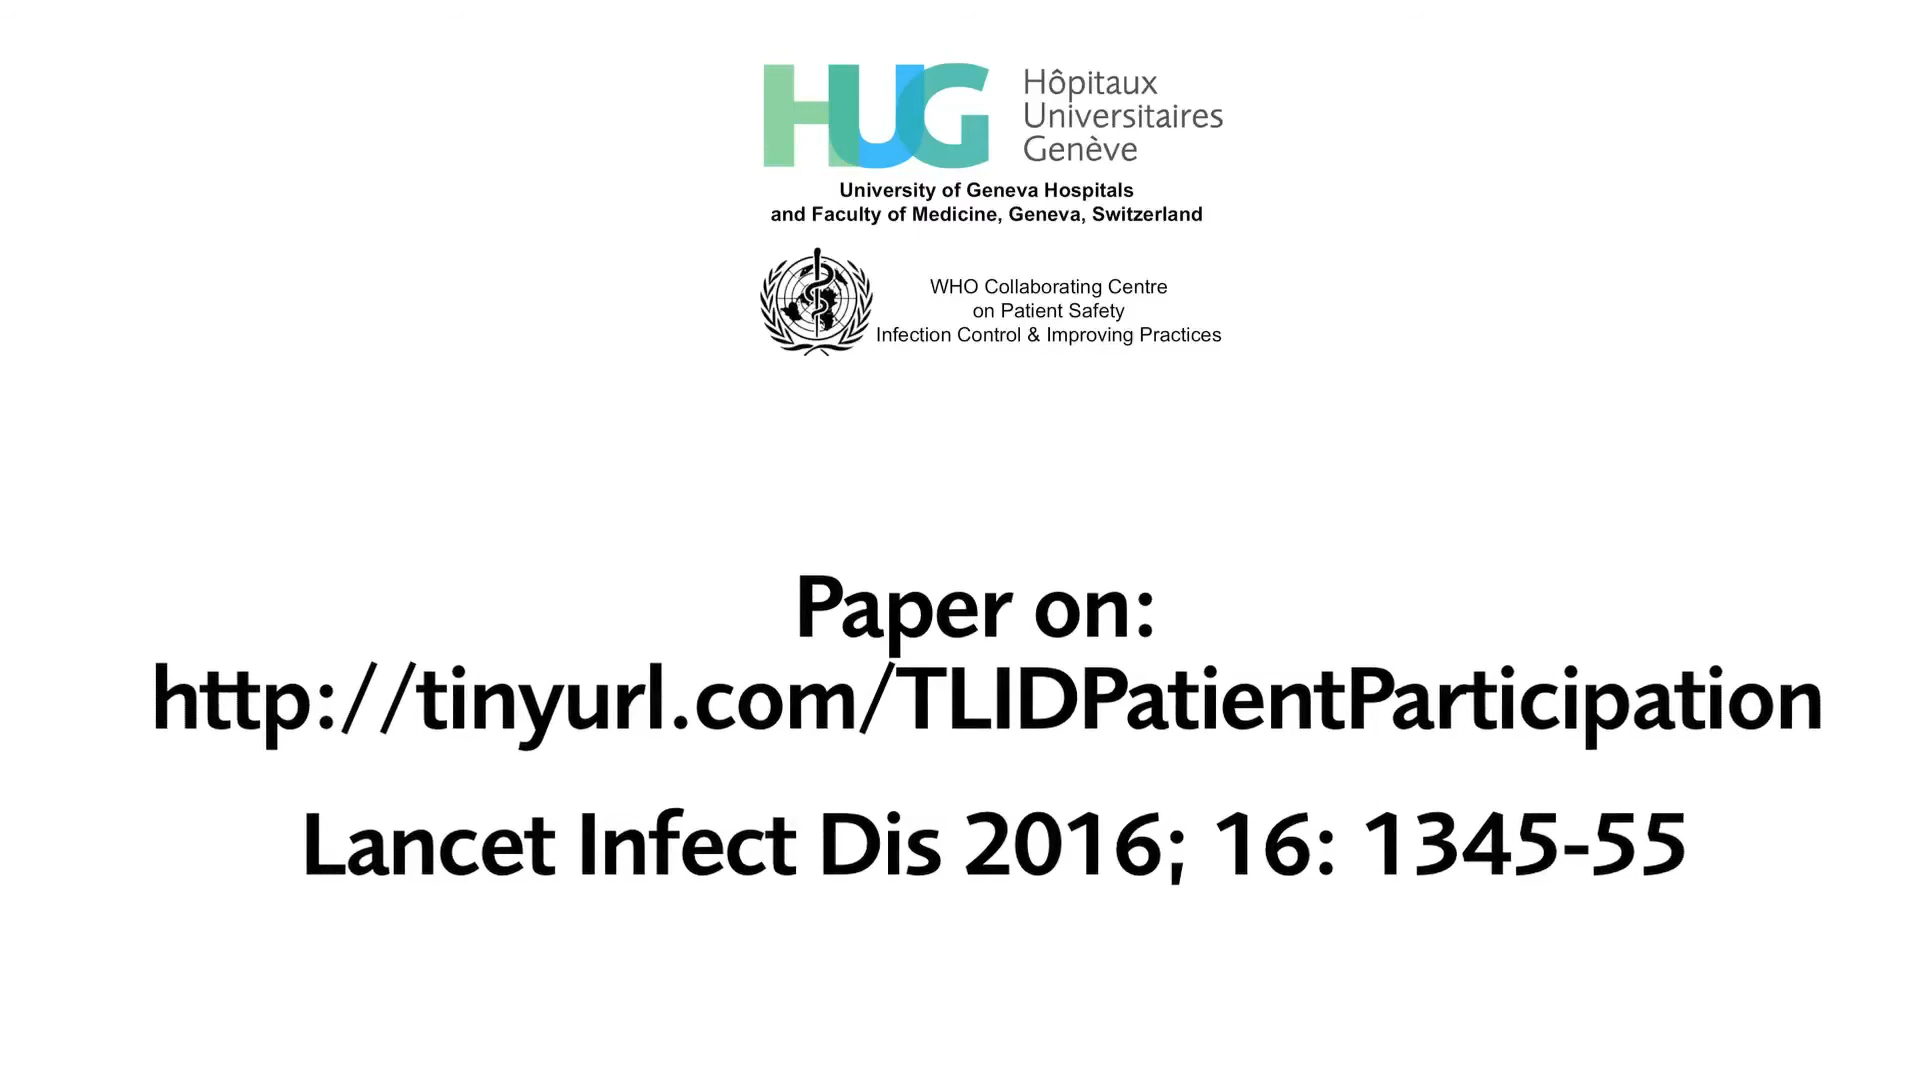 HUG
Hôpitaux
Universitaires
Genève
University of Geneva Hospitals
and Faculty of Medicine, Geneva, Switzerland
WHO Collaborating Centre
on Patient Safety
Infection Control & Improving Practices
Paper on:
http://tinyurl.com/TLIDPatientParticipation
Lancet Infect Dis 2016; 16: 1345-55